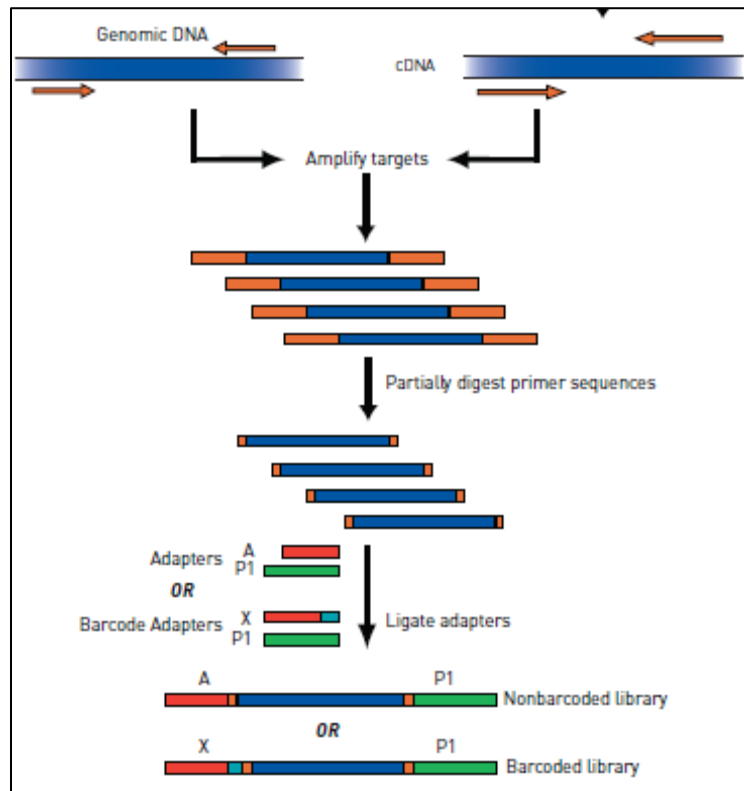 Genomic DNA
cDNA
Amplify targets
Partially digest primer sequences
Adapters
A
P1
OR
Barcode Adapters
X
P1
Ligate adapters
A
P1
Nonbarcoded library
OR
X
P1
Barcoded library